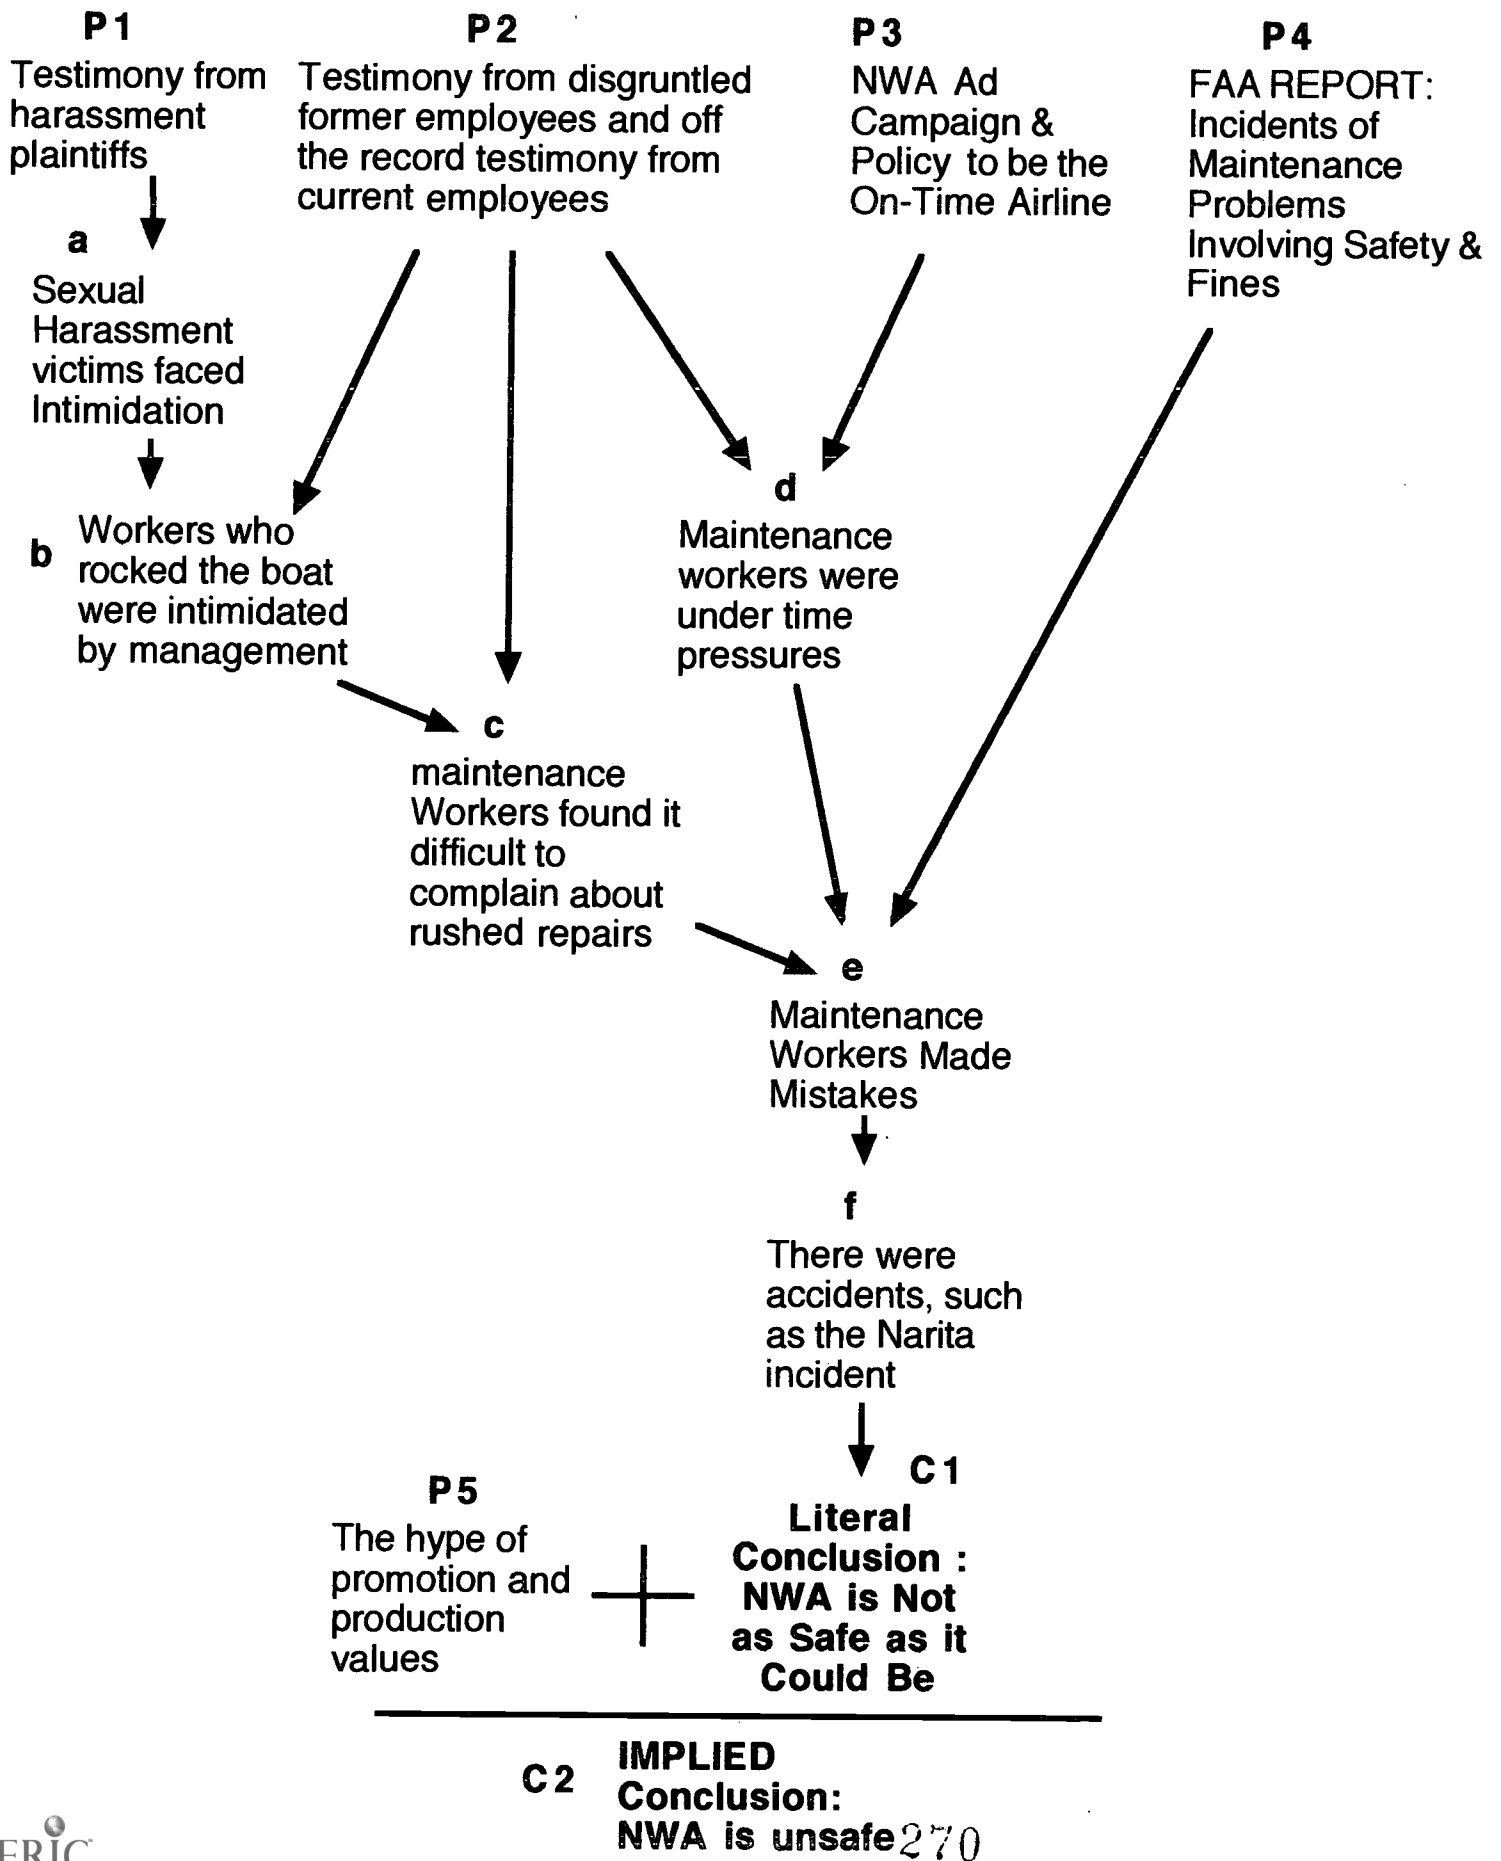 P1
Testimony from
harassment
plaintiffs
P2
Testimony from disgruntled
former employees and off
the record testimony from
current employees
P3
NWA Ad
Campaign &
Policy to be the
On-Time Airline
P4
FAA REPORT:
Incidents of
Maintenance
Problems
Involving Safety &
Fines
a
Sexual
Harassment
victims faced
Intimidation
b
Workers who
rocked the boat
were intimidated
by management
d
Maintenance
workers were
under time
pressures
c
maintenance
Workers found it
difficult to
complain about
rushed repairs
e
Maintenance
Workers Made
Mistakes
f
There were
accidents, such
as the Narita
incident
P5
The hype of
promotion and
production
values
C1
Literal
Conclusion :
NWA is Not
as Safe as it
Could Be
C2
IMPLIED
Conclusion:
NWA is unsafe
270
ERIC